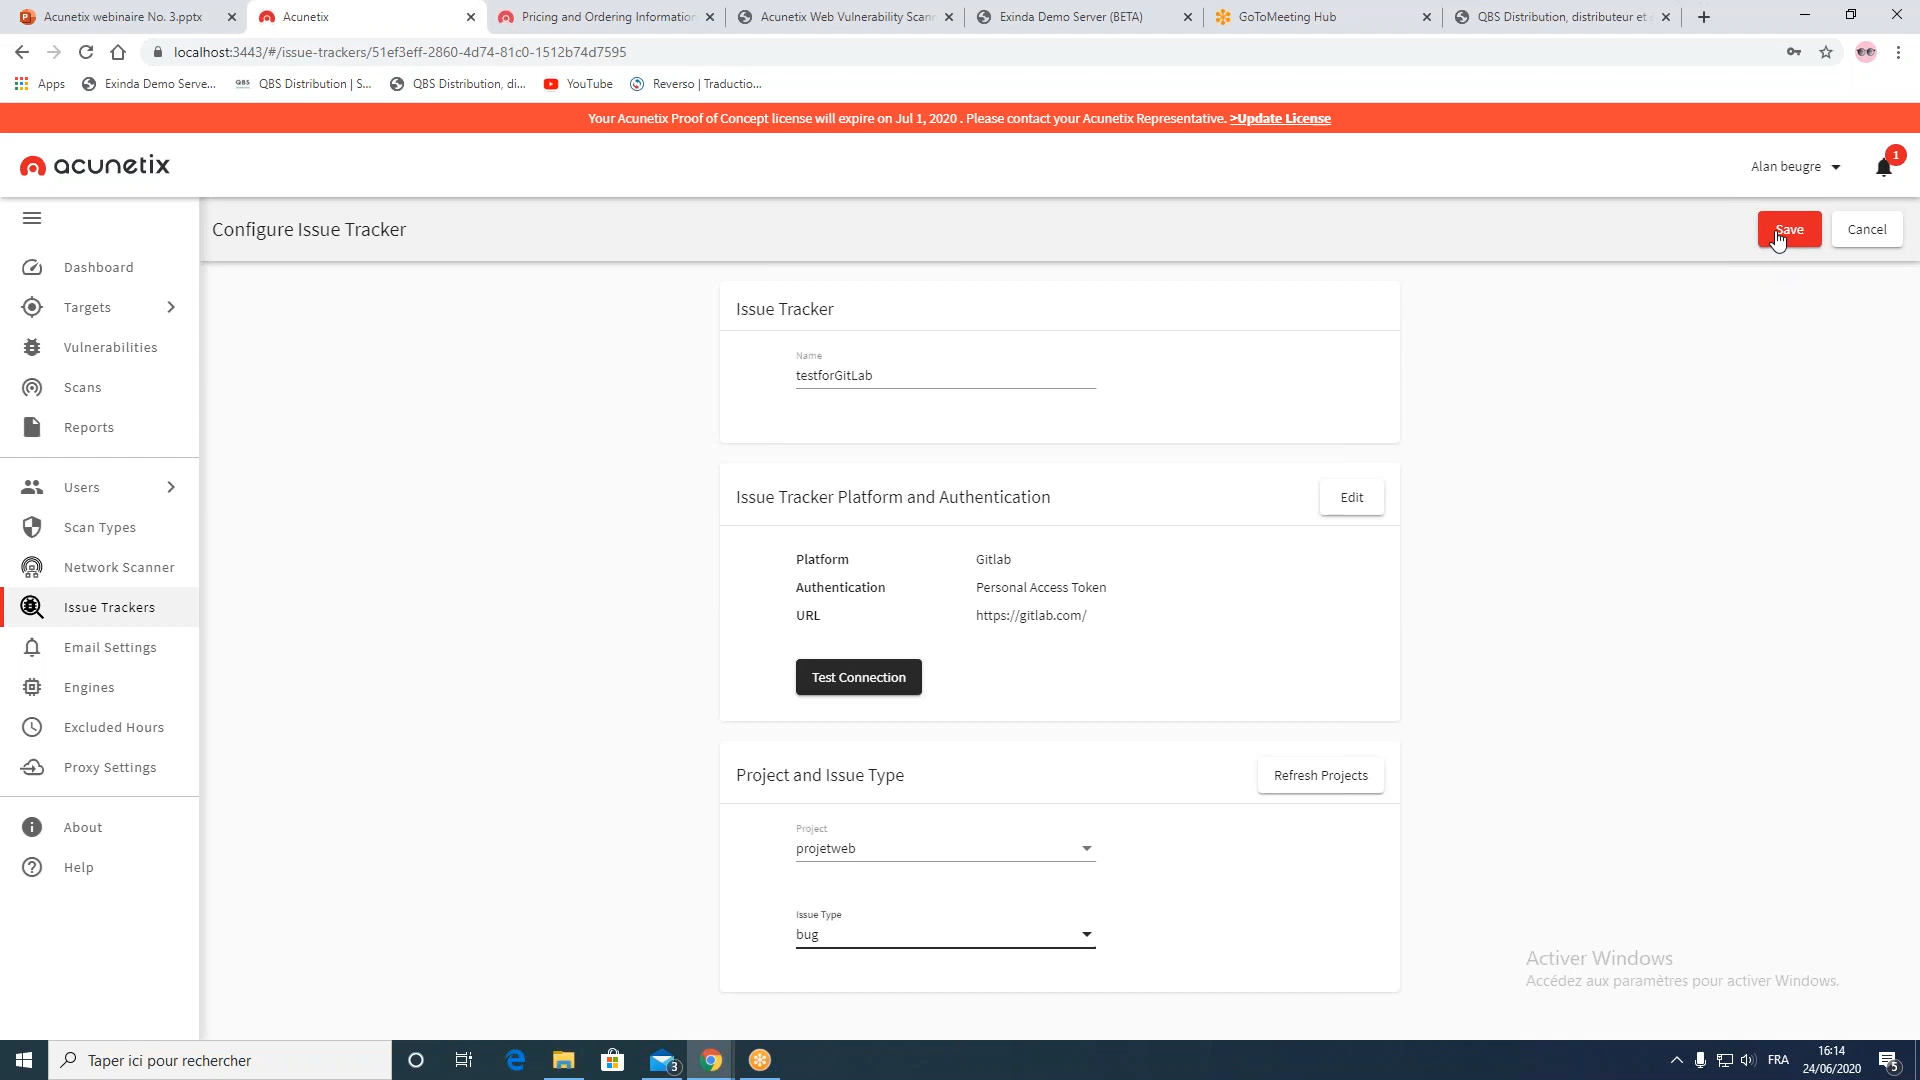 Acunetix webinaire No. 3.pptx
Acunetix
Pricing and Ordering Information
Acunetix Web Vulnerability Scan
Exinda Demo Server (BETA)
GoToMeeting Hub
QBS Distribution, distributeur et
localhost:3443/#/issue-trackers/51ef3eff-2860-4d74-81c0-1512b74d7595
Apps
Exinda Demo Serve...
QBS
QBS Distribution | S...
QBS Distribution, di...
YouTube
Reverso | Traductio...
Your Acunetix Proof of Concept license will expire on Jul 1, 2020 . Please contact your Acunetix Representative. >Update License
acunetix
Alan beugre
1
Configure Issue Tracker
Save
Cancel
Dashboard
Targets
Vulnerabilities
Scans
Reports
Users
Scan Types
Network Scanner
Issue Trackers
Email Settings
Engines
Excluded Hours
Proxy Settings
About
Help
Issue Tracker
Name
testforGitLab
Issue Tracker Platform and Authentication
Edit
Platform Gitlab
Authentication Personal Access Token
URL https://gitlab.com/
Test Connection
Project and Issue Type
Refresh Projects
Project
projetweb
Issue Type
bug
Activer Windows
Accédez aux paramètres pour activer Windows.
Taper ici pour rechercher
3
FRA
16:14
24/06/2020
5